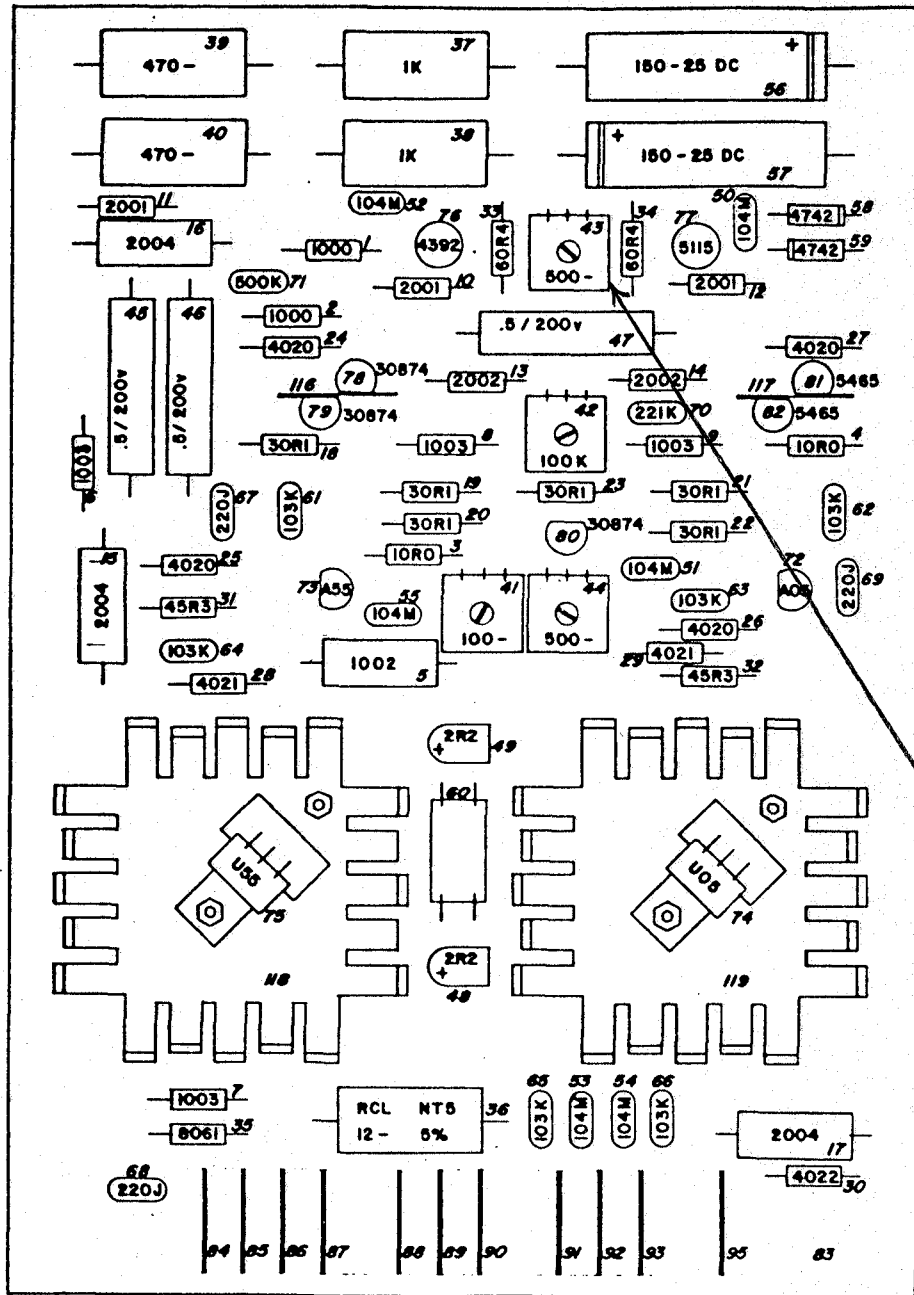 39 37 +
470- 1K 150-25 DC
56
40 38 +
470- 1K 150-25 DC
57
11 104M 52 50 104M
2001 76 33 34 77 4742 58
16 43
2004 1000 1 4392 60R4 60R4 5115 4742 59
500K 71 2001 10 500- 2001 12
45 46 1000 2 .5/200v
4020 24 47 4020 27
.5/200v .5/200v 116 78 30874 2002 13 2002 14 117 81 5465
79 30874 42 221K 70 82 5465
1003 30R1 18 1003 8 100K 1003 9 10R0 4
6 220J 67 103K 61 30R1 19 30R1 23 30R1 21 103K 62
30R1 20 80 30874 30R1 22
15 4020 25 10R0 3 104M 51 72
2004 73 A55 55 41 44 103K 63 A05 220J 69
45R3 31 104M 100- 500- 4020 26
103K 64 1002 5 29 4021
4021 28 45R3 32
+ 2R2 49
60
U55 U05
75 74
118 + 2R2 119
48
65 53 54 66
1003 7 RCL NT5 36 103K 104M 104M 103K
8061 35 12- 5% 2004
17
68 4022 30
220J
84 85 86 87 88 89 90 91 92 93 95 83